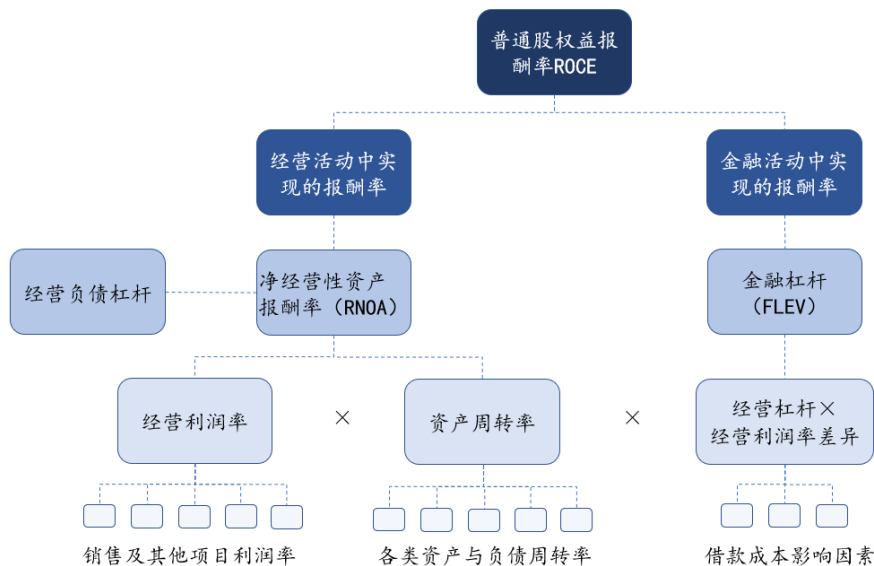 普通股权益报
酬率ROCE
经营活动中实
现的报酬率
金融活动中实
现的报酬率
经营负债杠杆
净经营性资产
报酬率（RNOA）
金融杠杆
（FLEV）
经营利润率
×
资产周转率
×
经营杠杆×
经营利润率差异
销售及其他项目利润率
各类资产与负债周转率
借款成本影响因素